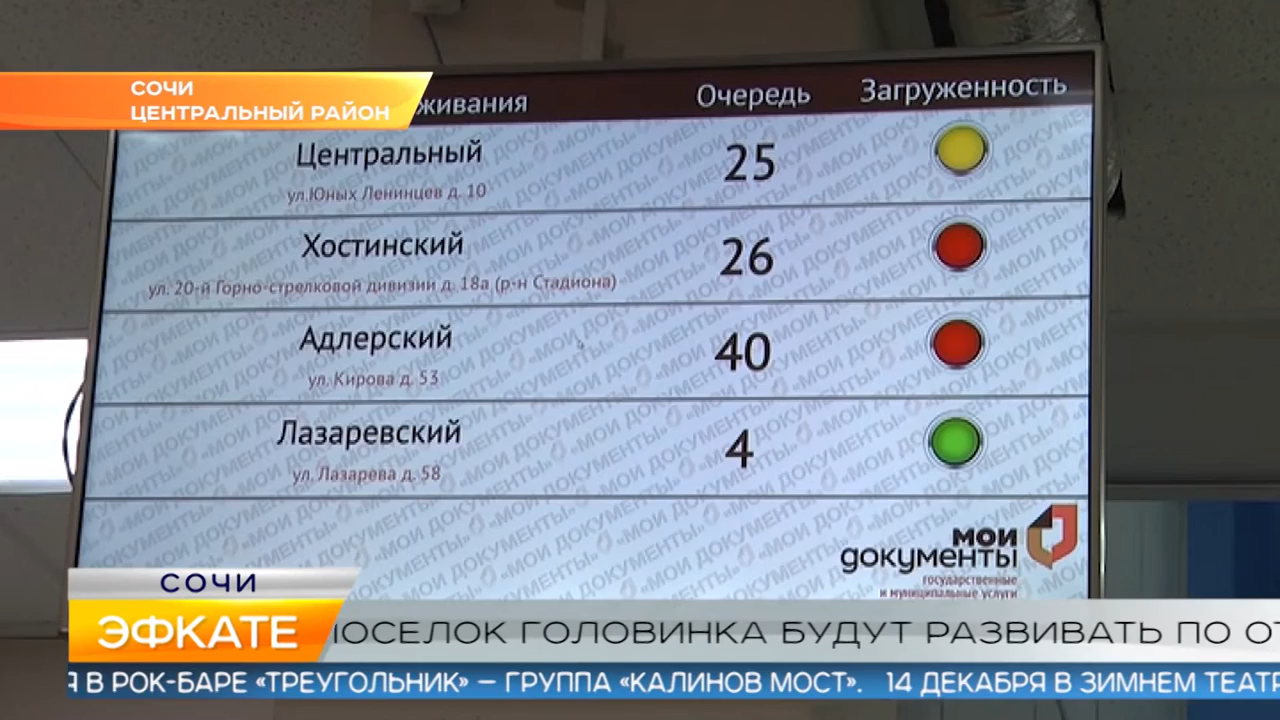 СОЧИ
ЦЕНТРАЛЬНЫЙ РАЙОН
живания Очередь Загруженность
Центральный 25
ул.Юных Ленинцев д. 10
Хостинский 26
ул. 20-й Горно-стрелковой дивизии д. 18а (р-н Стадиона)
Адлерский 40
ул. Кирова д. 53
Лазаревский 4
ул. Лазарева д. 58
мои
документы
государственные
и муниципальные услуги
СОЧИ
ЭФКАТЕ
ПОСЕЛОК ГОЛОВИНКА БУДУТ РАЗВИВАТЬ ПО ОТ
Я В РОК-БАРЕ «ТРЕУГОЛЬНИК» – ГРУППА «КАЛИНОВ МОСТ». 14 ДЕКАБРЯ В ЗИМНЕМ ТЕАТР